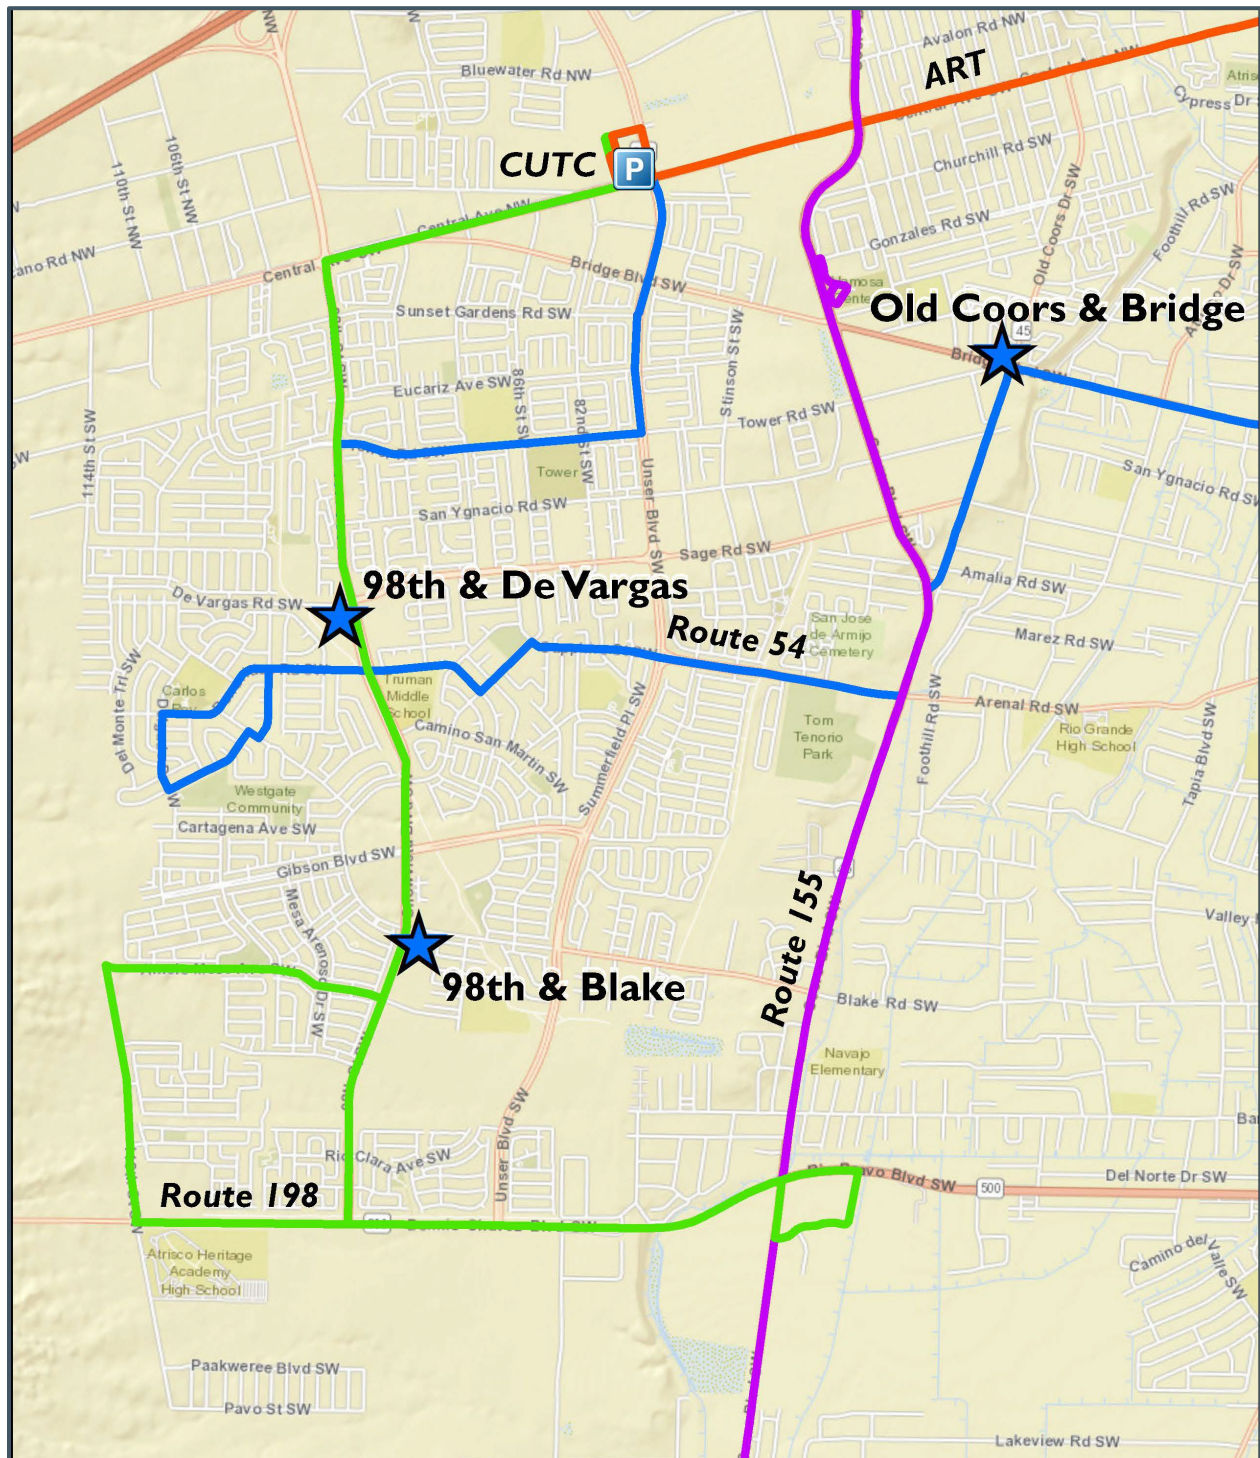 Avalon Rd NW
ART
Bluewater Rd NW
Atrisc
Cypress Dr S
106th St NW
110th St NW
CUTC
P
Churchill Rd SW
Central Ave NW
Old Coors Dr SW
Foothill Rd SW
Gonzales Rd SW
ano Rd NW
Central
Bridge Blvd SW
Old Coors & Bridge
Sunset Gardens Rd SW
45
Stinson St SW
Eucariz Ave SW
86th St SW
82nd St SW
Tower Rd SW
114th St SW
Tower
Unser Blvd SW
San Ygnacio Rd SW
San Ygnacio Rd SW
Sage Rd SW
98th & De Vargas
De Vargas Rd SW
Amalia Rd SW
Route 54
San José
de Armijo
Cemetery
Marez Rd SW
Del Monte Trl SW
Carlos
Truman
Middle
School
Arenal Rd SW
Foothill Rd SW
Tom
Tenorio
Park
Rio Grande
High School
Tapia Blvd SW
Camino San Martin SW
Summerfield Pl SW
Westgate
Community
Cartagena Ave SW
Gibson Blvd SW
Route 155
Mesa Arenoso Dr SW
Valley
98th & Blake
Blake Rd SW
Navajo
Elementary
Unser Blvd SW
Rio Clara Ave SW
Bravo Blvd SW
Del Norte Dr SW
500
Route 198
Atrisco Heritage
Academy
High School
Camino del
Valle SW
Paakweree Blvd SW
Pavo St SW
Lakeview Rd SW